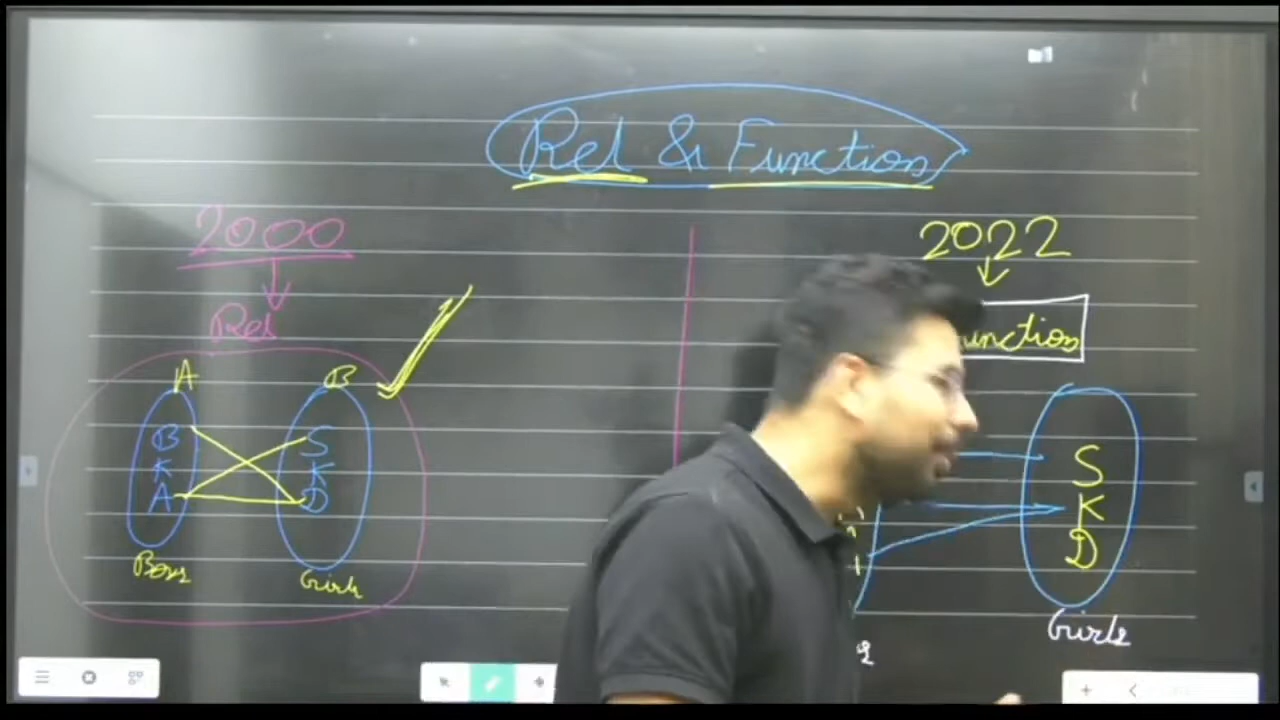 Rel & Function
2000
Rel
A B
B
K
A
S
K
D
Boys
Girls
2022
unction
S
K
D
Girls